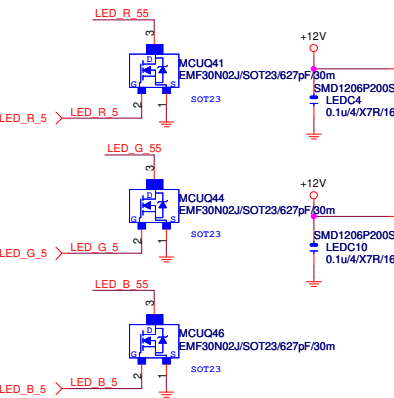 LED_R_55
3
+12V
MCUQ41
EMF30N02J/SOT23/627pF/30m
D
G
S
SMD1206P200S
SOT23
2
1
LEDC4
0.1u/4/X7R/16
LED_R_5
LED_R_5
LED_G_55
3
+12V
MCUQ44
EMF30N02J/SOT23/627pF/30m
D
G
S
SMD1206P200S
SOT23
2
1
LEDC10
0.1u/4/X7R/16
LED_G_5
LED_G_5
LED_B_55
3
MCUQ46
EMF30N02J/SOT23/627pF/30m
D
G
S
SOT23
2
1
LED_B_5
LED_B_5